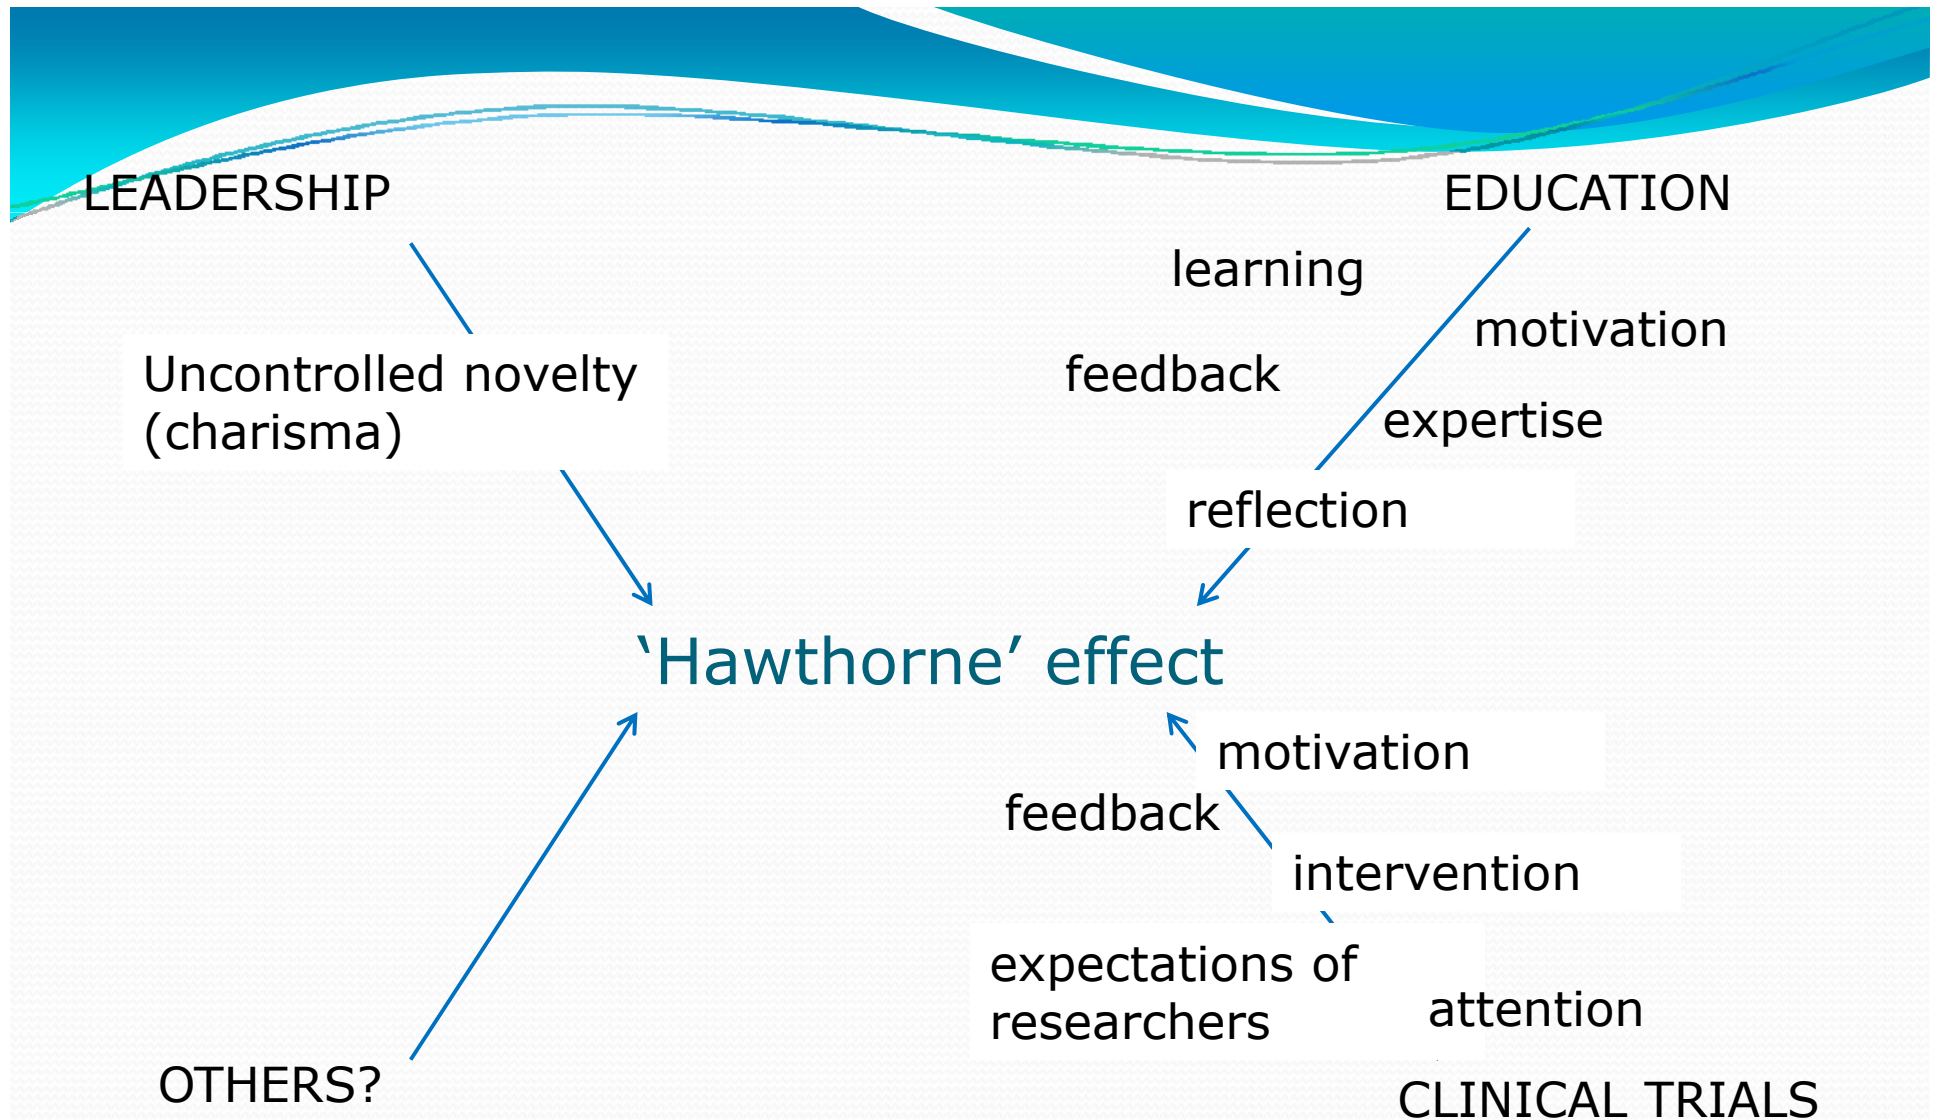 LEADERSHIP
EDUCATION
learning
motivation
Uncontrolled novelty
(charisma)
feedback
expertise
reflection
‘Hawthorne’ effect
motivation
feedback
intervention
expectations of
researchers
attention
OTHERS?
CLINICAL TRIALS